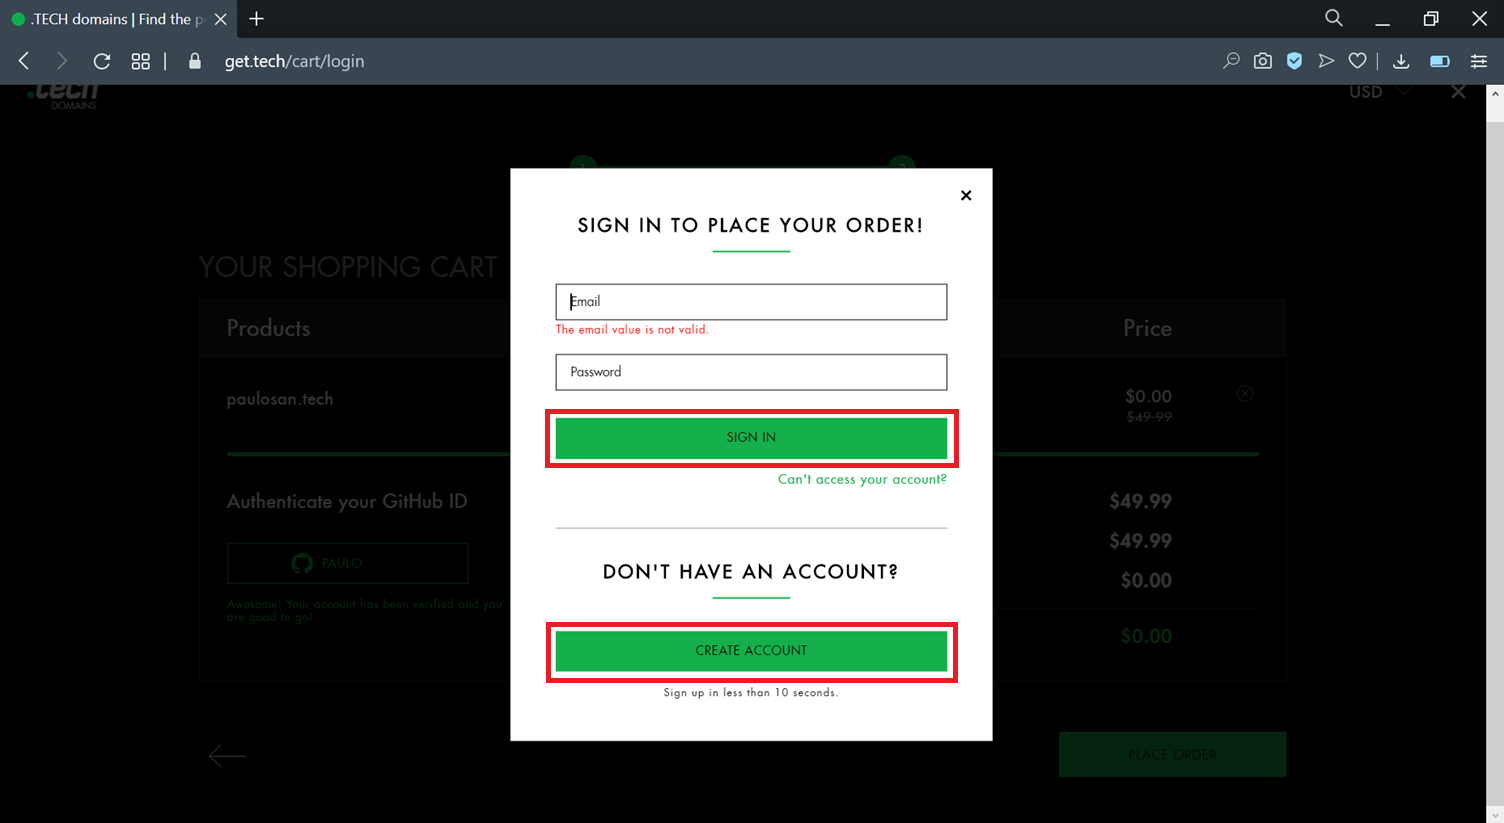 .TECH domains | Find the p
get.tech/cart/login
.tech
DOMAINS
USD
1
SIGN IN TO PLACE YOUR ORDER!
YOUR SHOPPING CART
Email
The email value is not valid.
Products
Price
Password
paulosan.tech
$0.00
$49.99
SIGN IN
Can't access your account?
Authenticate your GitHub ID
$49.99
$49.99
PAULO ..
DON'T HAVE AN ACCOUNT?
$0.00
Awesome! Your account has been verified and you
are good to go!
$0.00
CREATE ACCOUNT
Sign up in less than 10 seconds.
PLACE ORDER